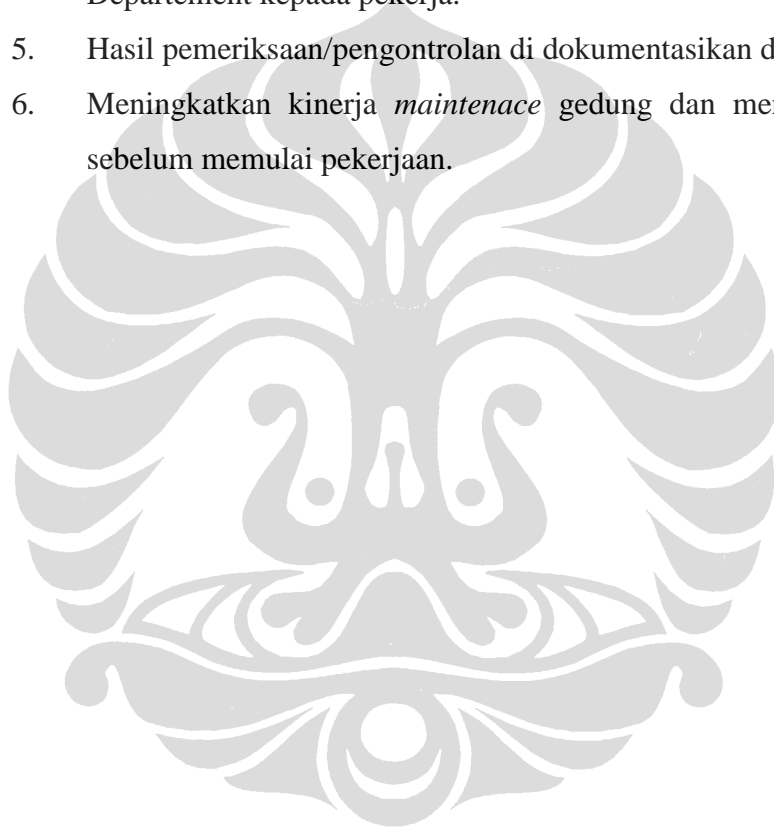 Departement kepada pekerja.
5. Hasil pemeriksaan/pengontrolan di dokumentasikan d
6. Meningkatkan kinerja maintenace gedung dan me
sebelum memulai pekerjaan.